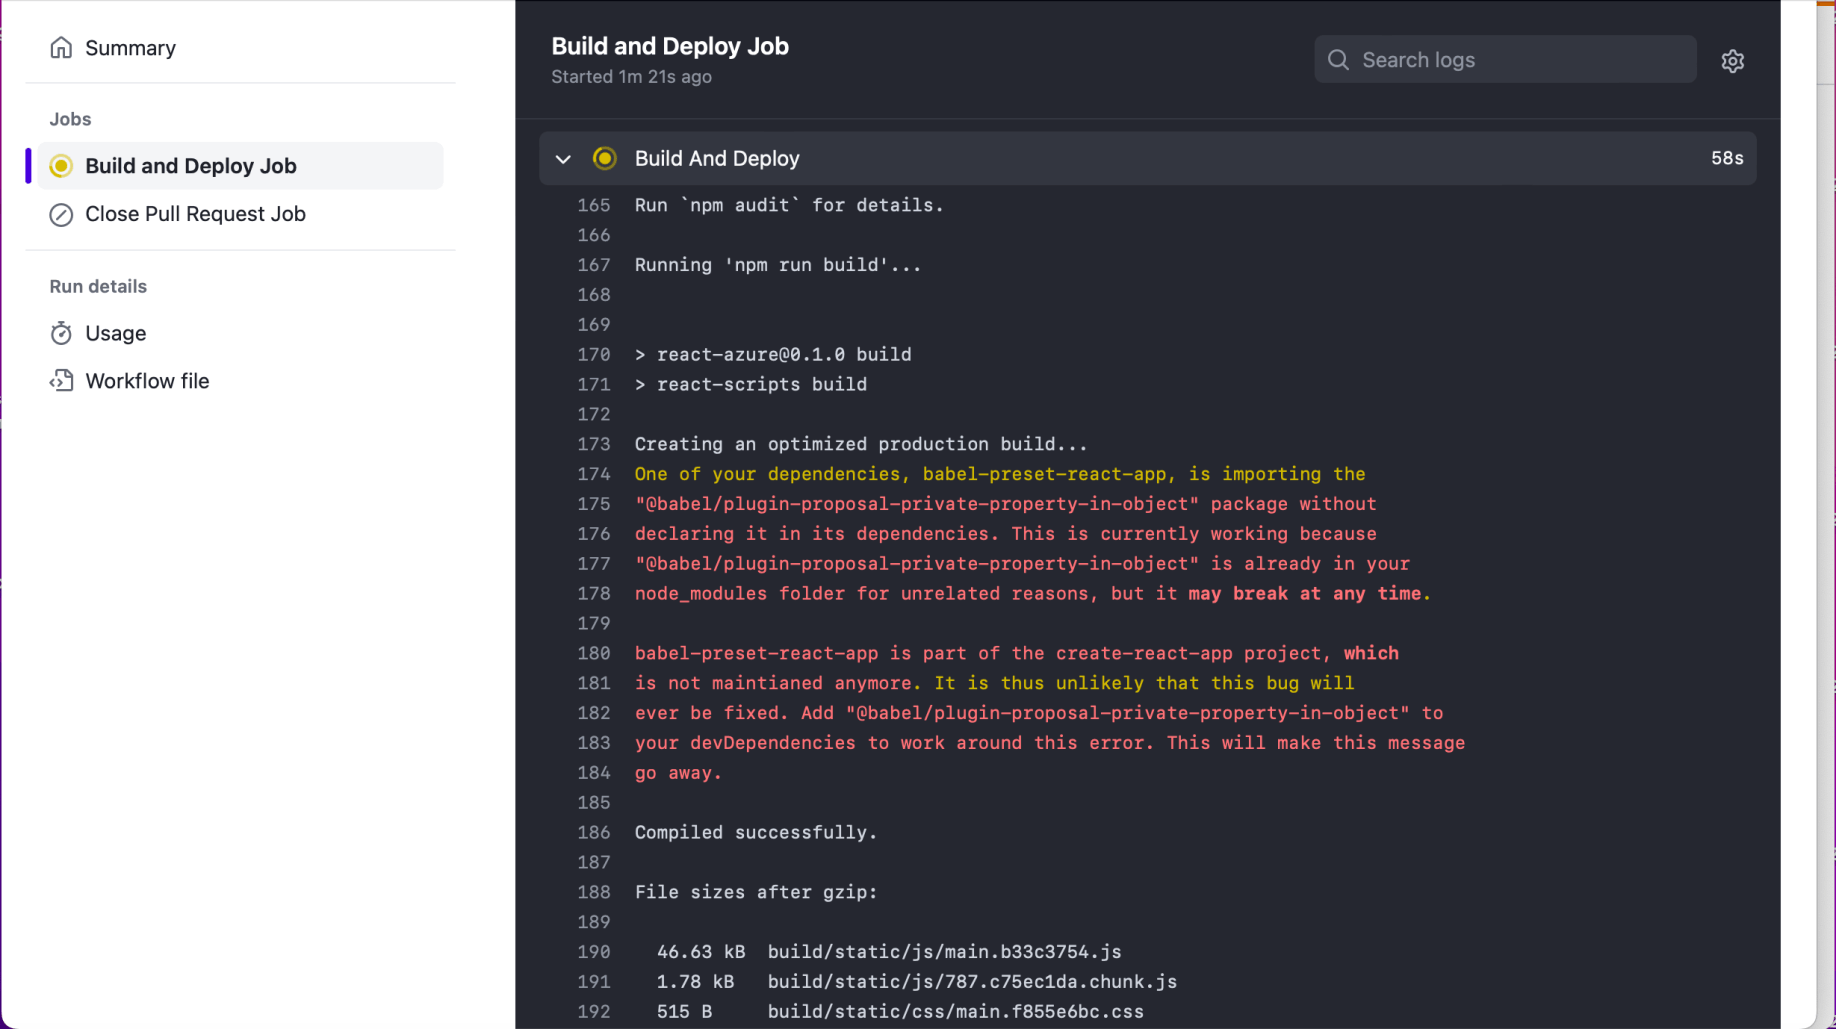 Summary
Jobs
Build and Deploy Job
Close Pull Request Job
Run details
Usage
Workflow file
Build and Deploy Job
Started 1m 21s ago
Search logs
Build And Deploy 58s
165 Run `npm audit` for details.
166
167 Running 'npm run build'...
168
169
170 > react-azure@0.1.0 build
171 > react-scripts build
172
173 Creating an optimized production build...
174 One of your dependencies, babel-preset-react-app, is importing the
175 "@babel/plugin-proposal-private-property-in-object" package without
176 declaring it in its dependencies. This is currently working because
177 "@babel/plugin-proposal-private-property-in-object" is already in your
178 node_modules folder for unrelated reasons, but it may break at any time.
179
180 babel-preset-react-app is part of the create-react-app project, which
181 is not maintianed anymore. It is thus unlikely that this bug will
182 ever be fixed. Add "@babel/plugin-proposal-private-property-in-object" to
183 your devDependencies to work around this error. This will make this message
184 go away.
185
186 Compiled successfully.
187
188 File sizes after gzip:
189
190 46.63 kB build/static/js/main.b33c3754.js
191 1.78 kB build/static/js/787.c75ec1da.chunk.js
192 515 B build/static/css/main.f855e6bc.css